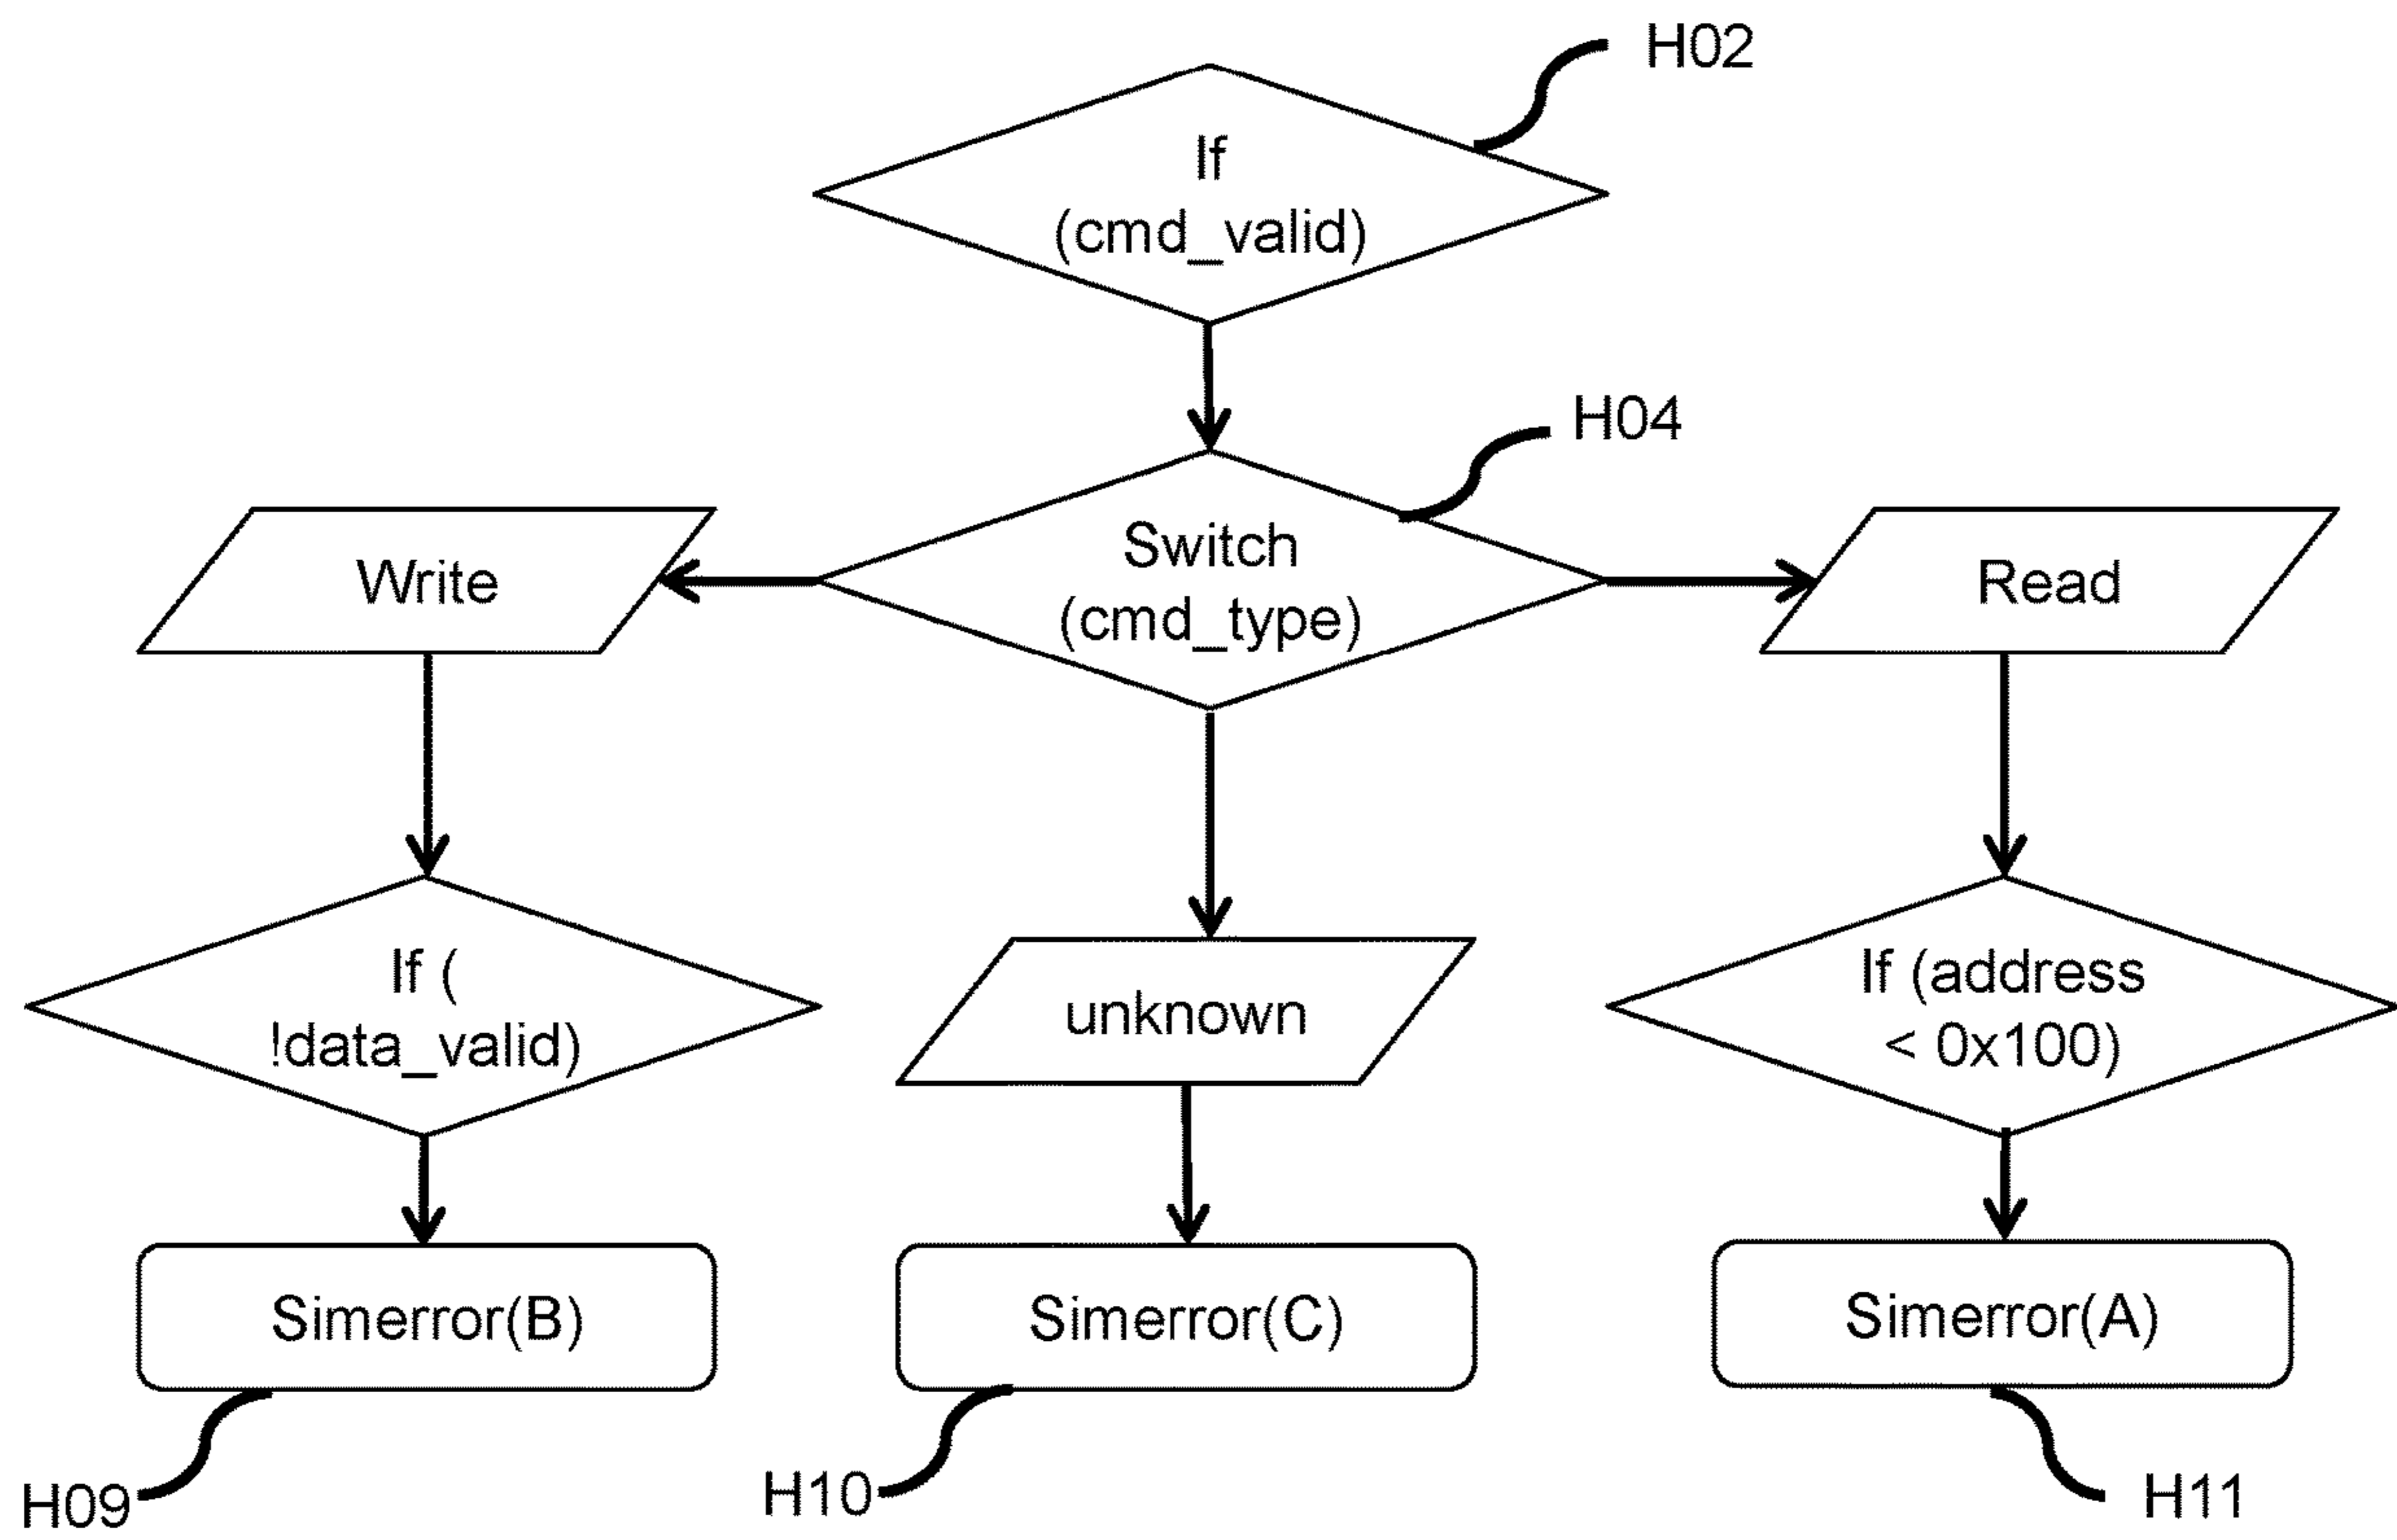 H02
If
(cmd_valid)
H04
Write
Switch
(cmd_type)
Read
If (
!data_valid)
unknown
If (address
< 0x100)
Simerror(B)
Simerror(C)
Simerror(A)
H09
H10
H11